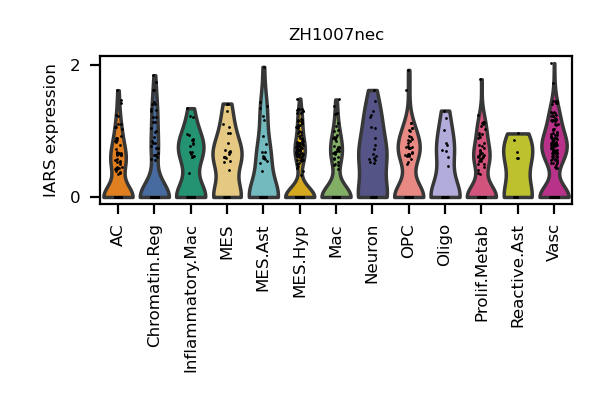 ZH1007nec
IARS expression
2
0
AC
Chromatin.Reg
Inflammatory.Mac
MES
MES.Ast
MES.Hyp
Mac
Neuron
OPC
Oligo
Prolif.Metab
Reactive.Ast
Vasc